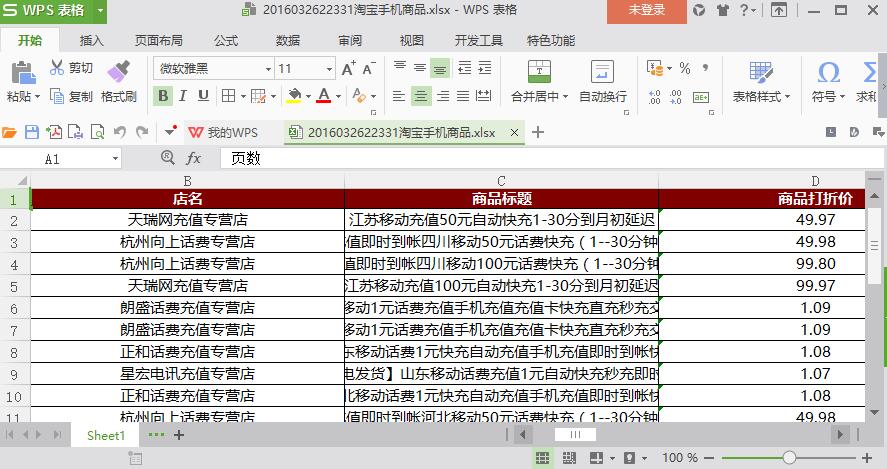 WPS 表格
2016032622331淘宝手机商品.xlsx - WPS 表格
未登录
开始 插入 页面布局 公式 数据 审阅 视图 开发工具 特色功能
剪切 微软雅黑 11
粘贴 复制 格式刷 B I U A 合并居中 自动换行 表格样式 符号 求和
我的WPS 2016032622331淘宝手机商品.xlsx
A1 fx 页数
B C D
1 店名 商品标题 商品打折价
2 天瑞网充值专营店 江苏移动充值50元自动快充1-30分到月初延迟 49.97
3 杭州向上话费专营店 值即时到帐四川移动50元话费快充(1--30分钟 49.98
4 杭州向上话费专营店 值即时到帐四川移动100元话费快充(1--30分钟 99.80
5 天瑞网充值专营店 江苏移动充值100元自动快充1-30分到月初延迟 99.97
6 朗盛话费充值专营店 移动1元话费充值手机充值充值卡快充直充秒充交 1.09
7 朗盛话费充值专营店 移动1元话费充值手机充值充值卡快充直充秒充交 1.09
8 正和话费充值专营店 东移动话费1元快充自动充值手机充值即时到帐快 1.08
9 星宏电讯充值专营店 电发货】山东移动话费充值1元自动快充秒充即时 1.07
10 正和话费充值专营店 北移动话费1元快充自动充值手机充值即时到帐快 1.08
11 杭州向上话费专营店 值即时到帐河北移动50元话费快充(1--30分钟 49.98
Sheet1
100 %